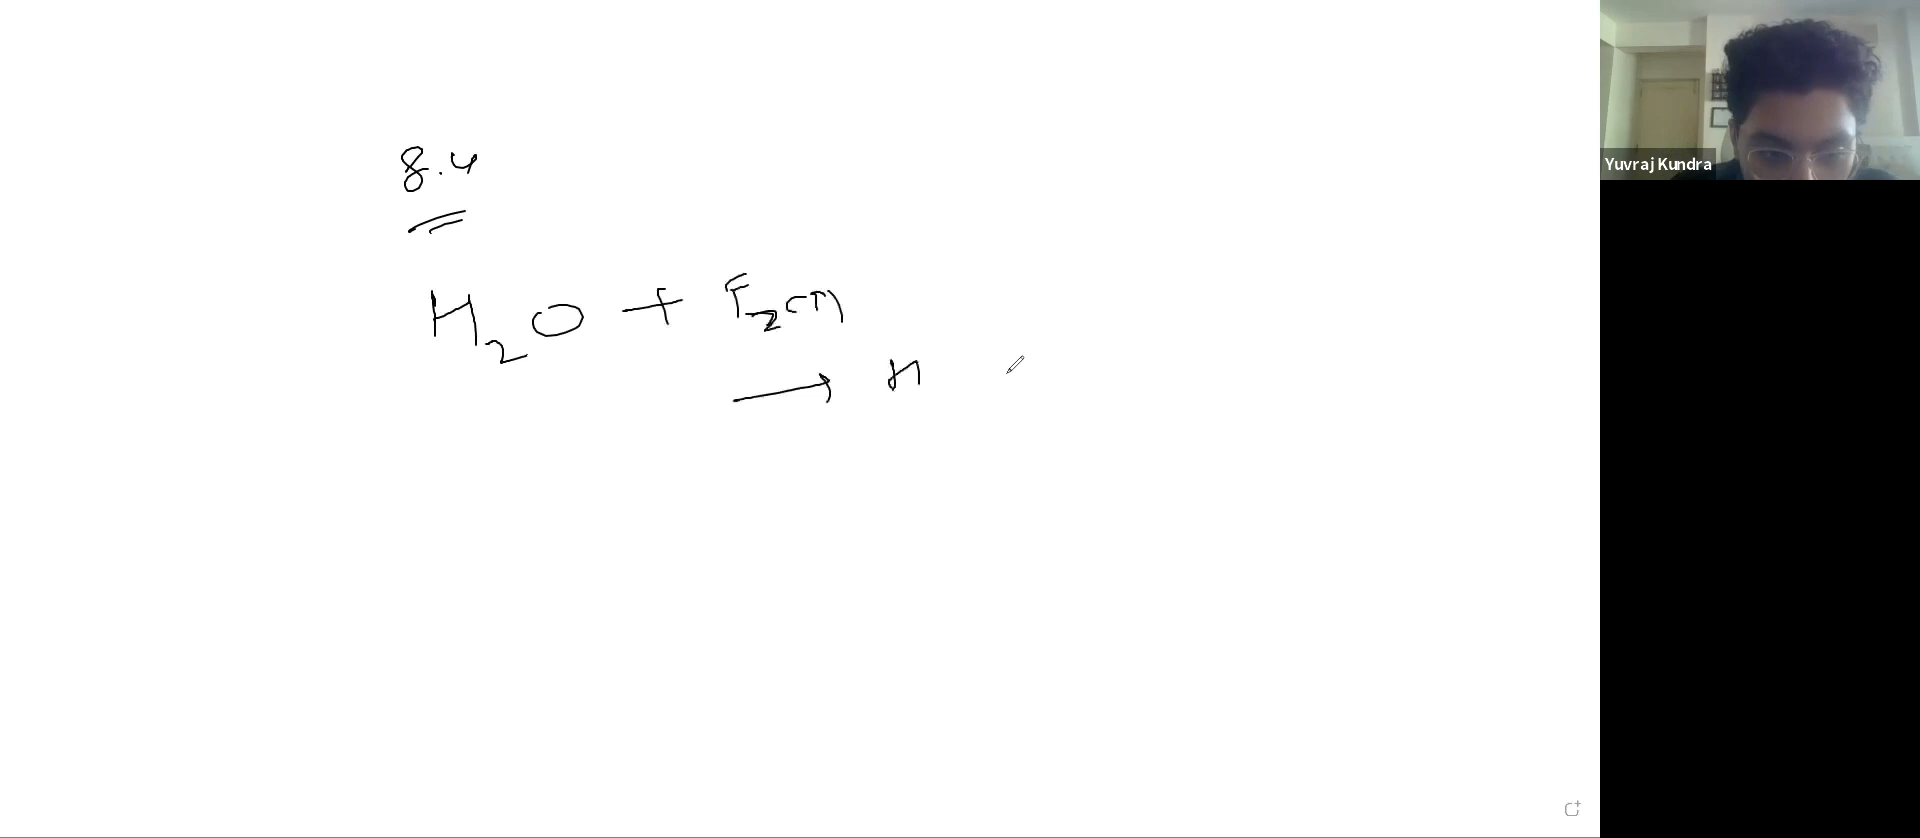 8.4
H₂O + F₂
→ H
Yuvraj Kundra